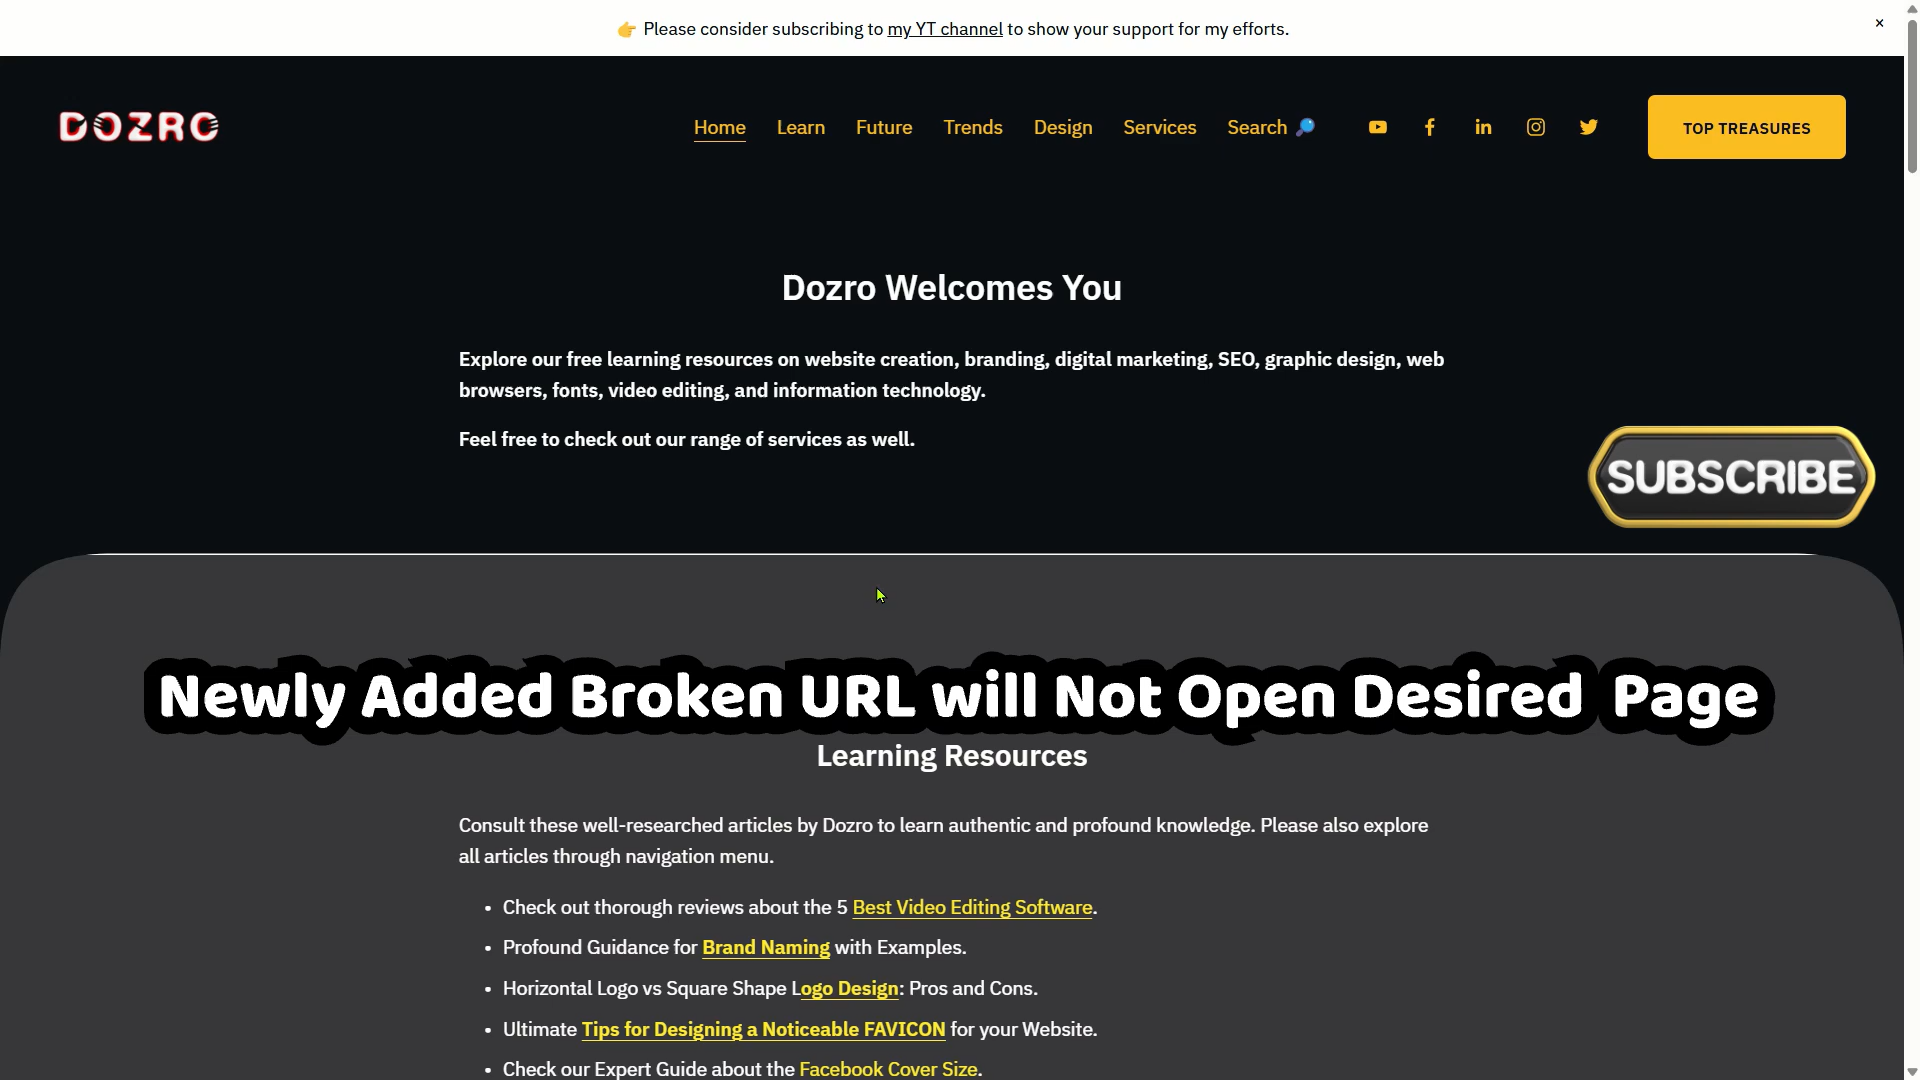 👉 Please consider subscribing to my YT channel to show your support for my efforts.
×
DOZRO
Home Learn Future Trends Design Services Search 🔎
TOP TREASURES
Dozro Welcomes You
Explore our free learning resources on website creation, branding, digital marketing, SEO, graphic design, web
browsers, fonts, video editing, and information technology.
Feel free to check out our range of services as well.
SUBSCRIBE
Newly Added Broken URL will Not Open Desired Page
Learning Resources
Consult these well-researched articles by Dozro to learn authentic and profound knowledge. Please also explore
all articles through navigation menu.
• Check out thorough reviews about the 5 Best Video Editing Software.
• Profound Guidance for Brand Naming with Examples.
• Horizontal Logo vs Square Shape Logo Design: Pros and Cons.
• Ultimate Tips for Designing a Noticeable FAVICON for your Website.
• Check our Expert Guide about the Facebook Cover Size.